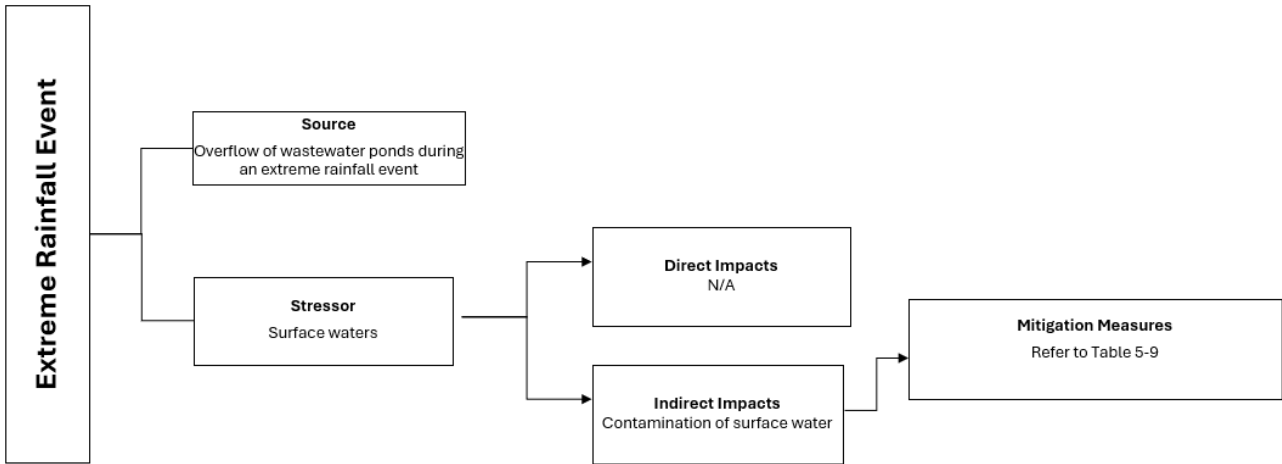 Extreme Rainfall Event
Source
Overflow of wastewater ponds during
an extreme rainfall event
Stressor
Surface waters
Direct Impacts
N/A
Indirect Impacts
Contamination of surface water
Mitigation Measures
Refer to Table 5-9